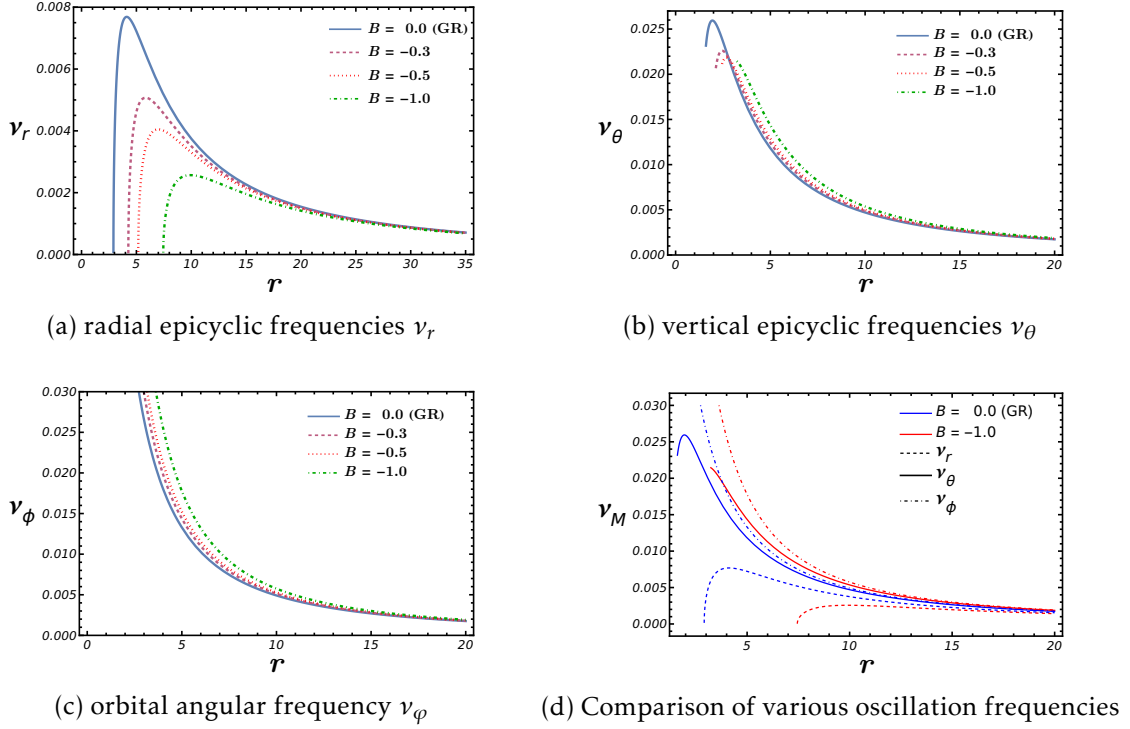 0.008
0.006
0.004
0.002
0.000
0 5 10 15 20 25 30 35
ν_r
r
B = 0.0 (GR)
B = −0.3
B = −0.5
B = −1.0
(a) radial epicyclic frequencies ν_r
0.025
0.020
0.015
0.010
0.005
0.000
0 5 10 15 20
ν_θ
r
B = 0.0 (GR)
B = −0.3
B = −0.5
B = −1.0
(b) vertical epicyclic frequencies ν_θ
0.030
0.025
0.020
0.015
0.010
0.005
0.000
0 5 10 15 20
ν_ϕ
r
B = 0.0 (GR)
B = −0.3
B = −0.5
B = −1.0
(c) orbital angular frequency ν_φ
0.030
0.025
0.020
0.015
0.010
0.005
0.000
5 10 15 20
ν_M
r
B = 0.0 (GR)
B = −1.0
ν_r
ν_θ
ν_ϕ
(d) Comparison of various oscillation frequencies